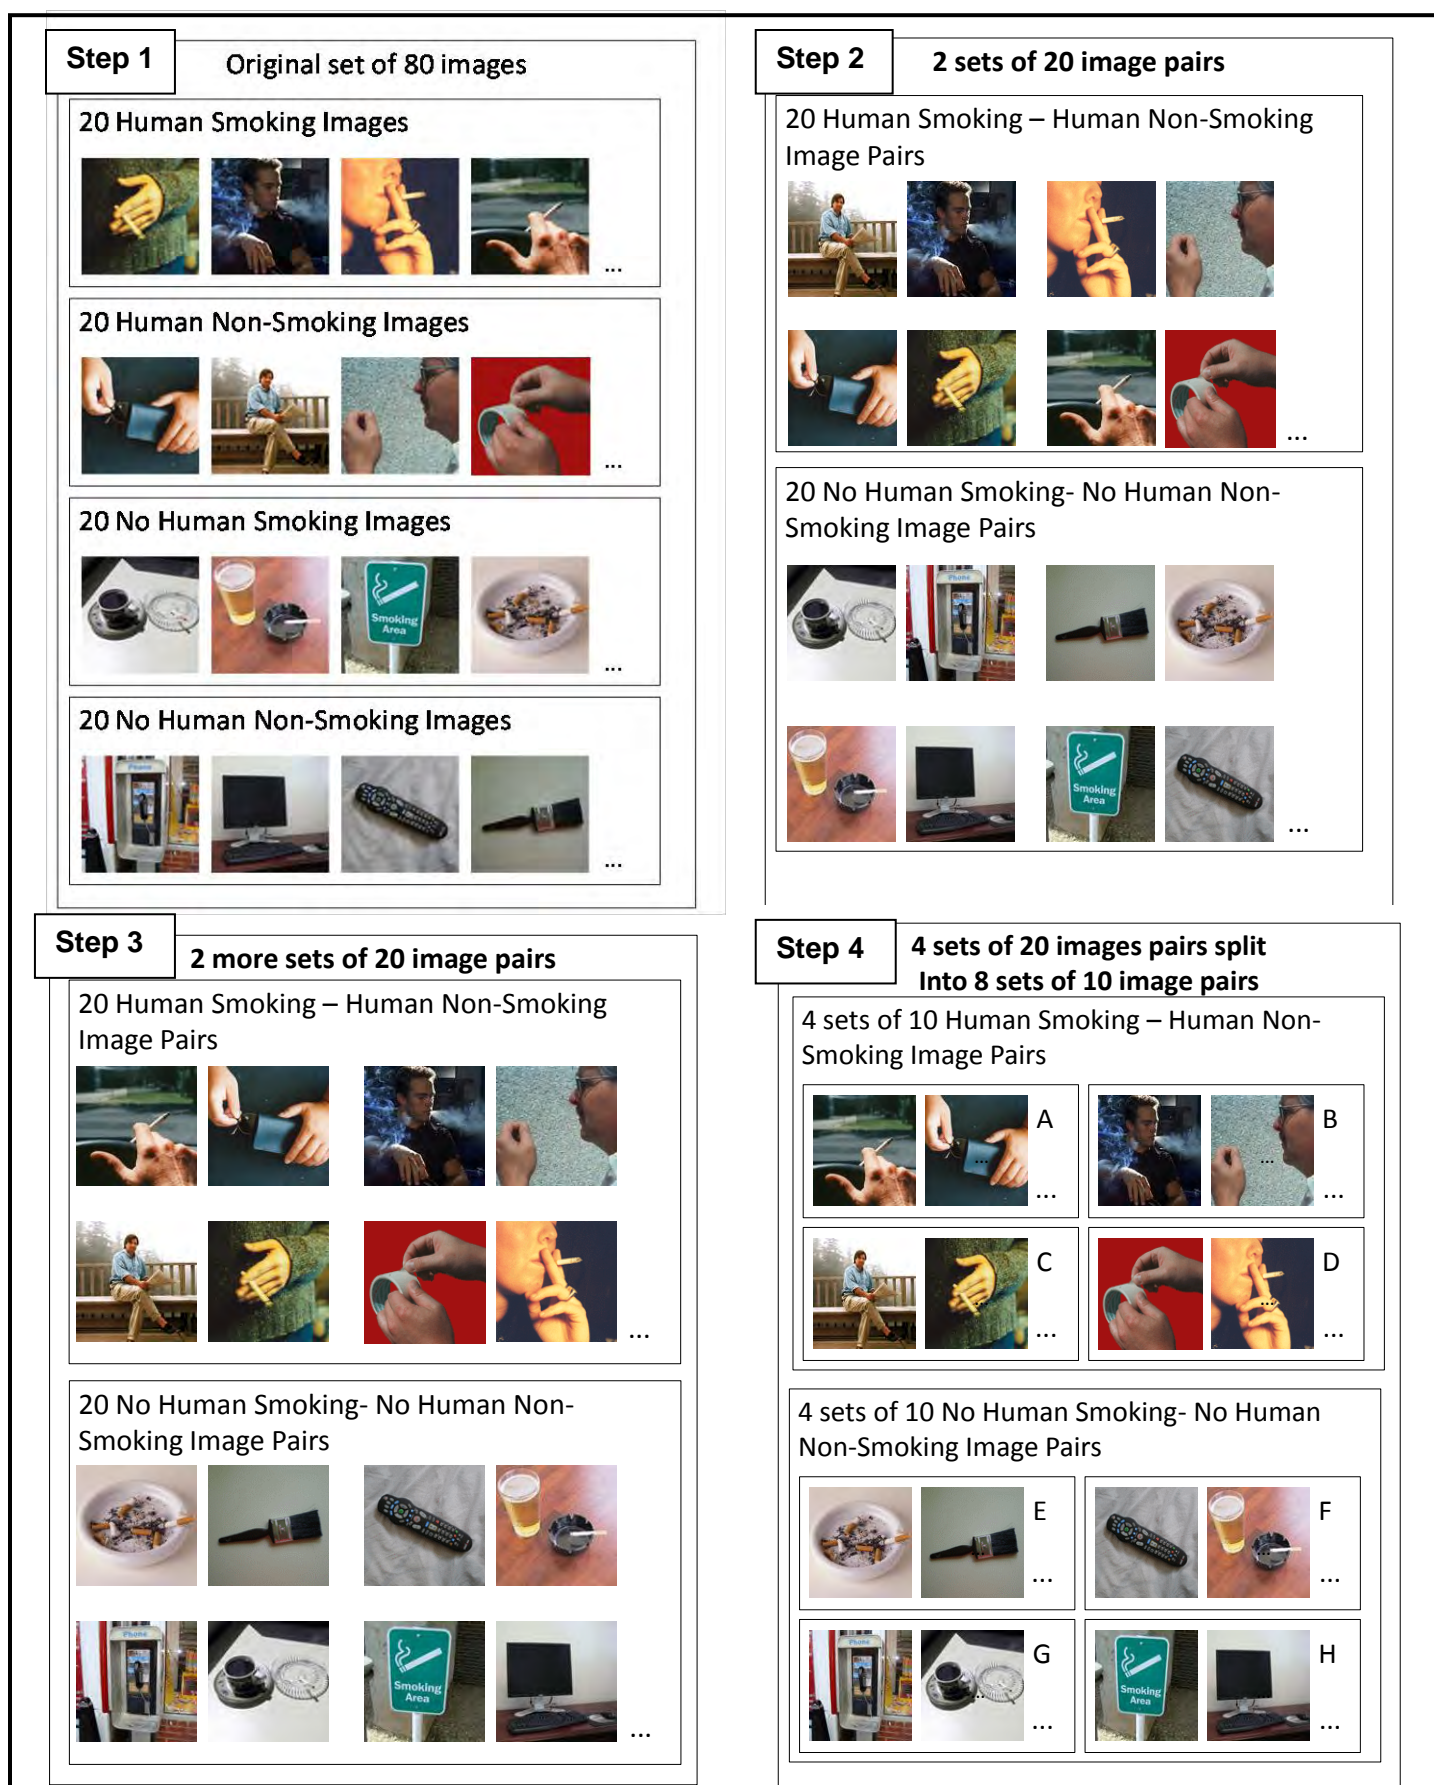 Step 1
Original set of 80 images
20 Human Smoking Images
...
20 Human Non-Smoking Images
...
20 No Human Smoking Images
Smoking
Area
...
20 No Human Non-Smoking Images
Phone
...
Step 2
2 sets of 20 image pairs
20 Human Smoking – Human Non-Smoking
Image Pairs
...
20 No Human Smoking- No Human Non-
Smoking Image Pairs
Phone
Smoking
Area
...
Step 3
2 more sets of 20 image pairs
20 Human Smoking – Human Non-Smoking
Image Pairs
...
20 No Human Smoking- No Human Non-
Smoking Image Pairs
Phone
Smoking
Area
...
Step 4
4 sets of 20 images pairs split
Into 8 sets of 10 image pairs
4 sets of 10 Human Smoking – Human Non-
Smoking Image Pairs
A
...
...
B
...
...
C
...
...
D
...
...
4 sets of 10 No Human Smoking- No Human
Non-Smoking Image Pairs
E
...
F
...
...
Phone
G
...
...
Smoking
Area
H
...